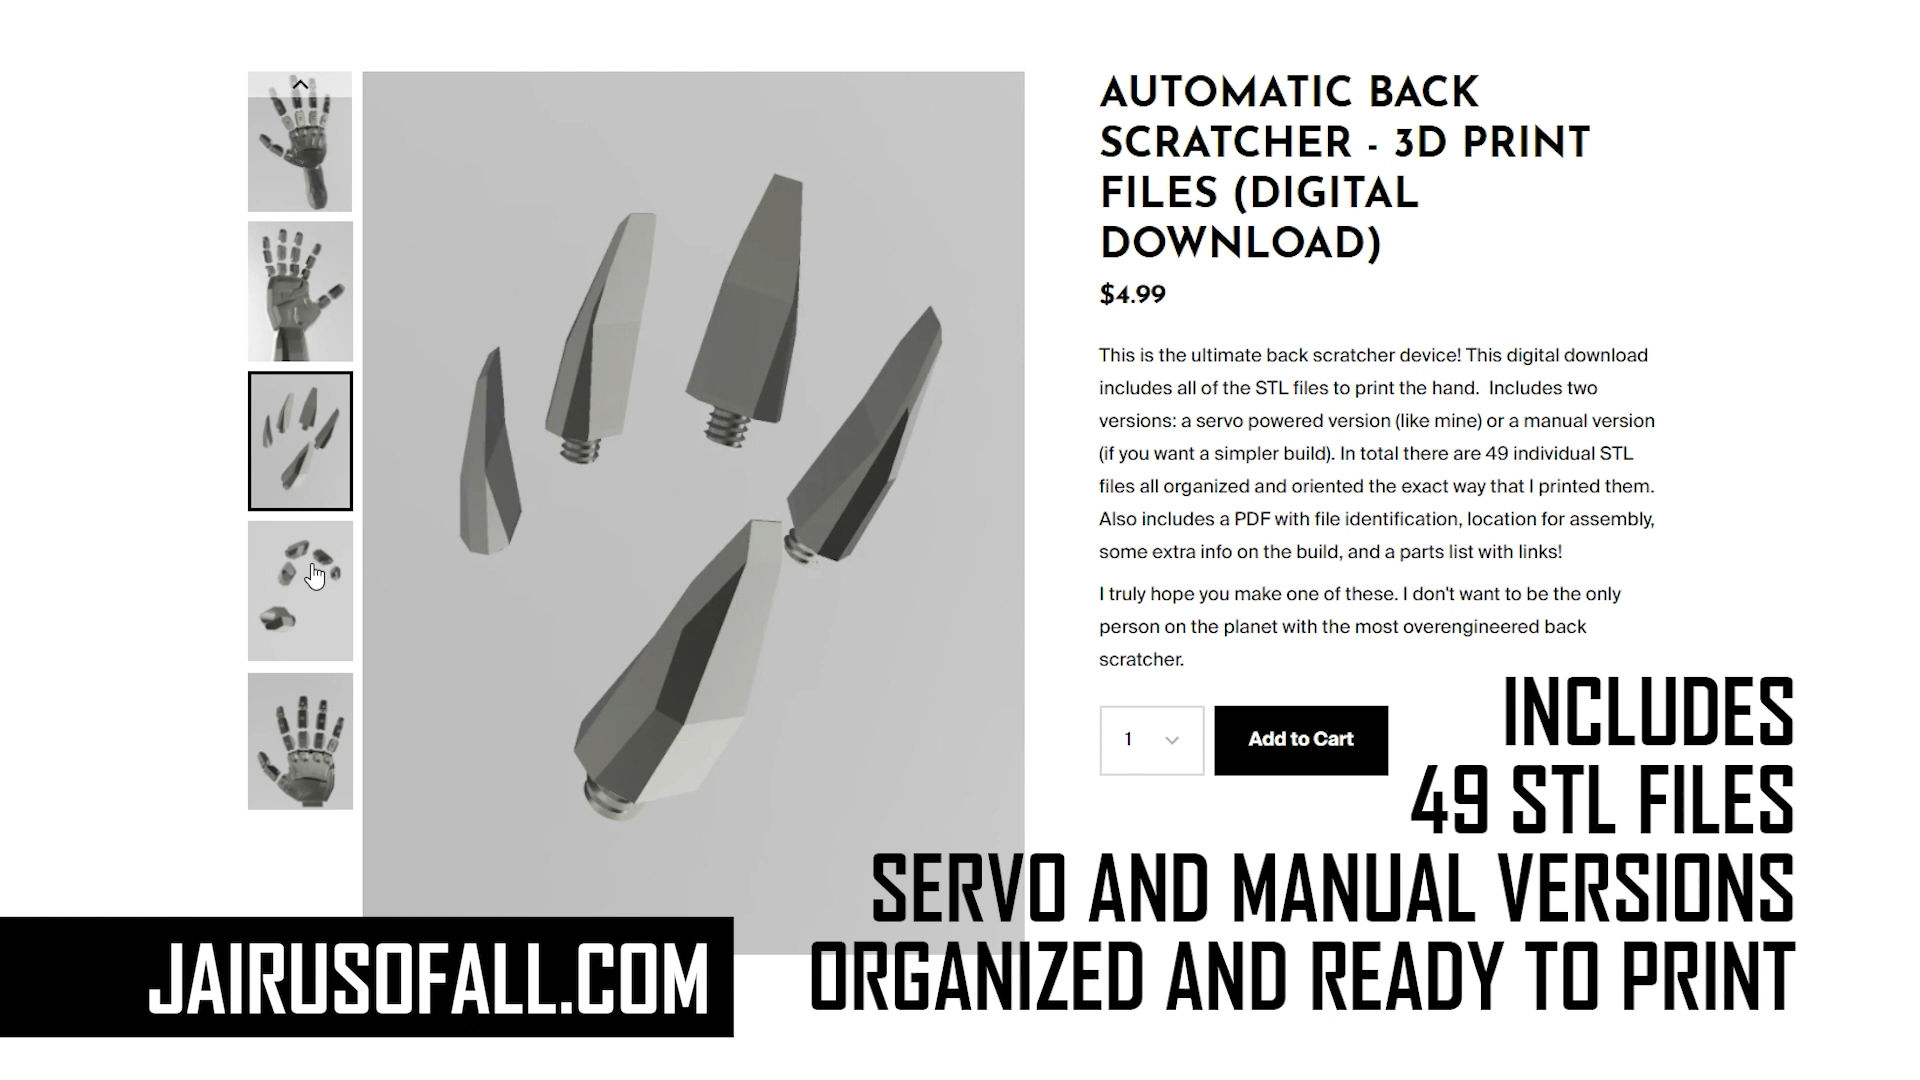 AUTOMATIC BACK
SCRATCHER - 3D PRINT
FILES (DIGITAL
DOWNLOAD)
$4.99
This is the ultimate back scratcher device! This digital download
includes all of the STL files to print the hand.  Includes two
versions: a servo powered version (like mine) or a manual version
(if you want a simpler build). In total there are 49 individual STL
files all organized and oriented the exact way that I printed them.
Also includes a PDF with file identification, location for assembly,
some extra info on the build, and a parts list with links!
I truly hope you make one of these. I don't want to be the only
person on the planet with the most overengineered back
scratcher.
1
Add to Cart
INCLUDES
49 STL FILES
SERVO AND MANUAL VERSIONS
ORGANIZED AND READY TO PRINT
JAIRUSOFALL.COM